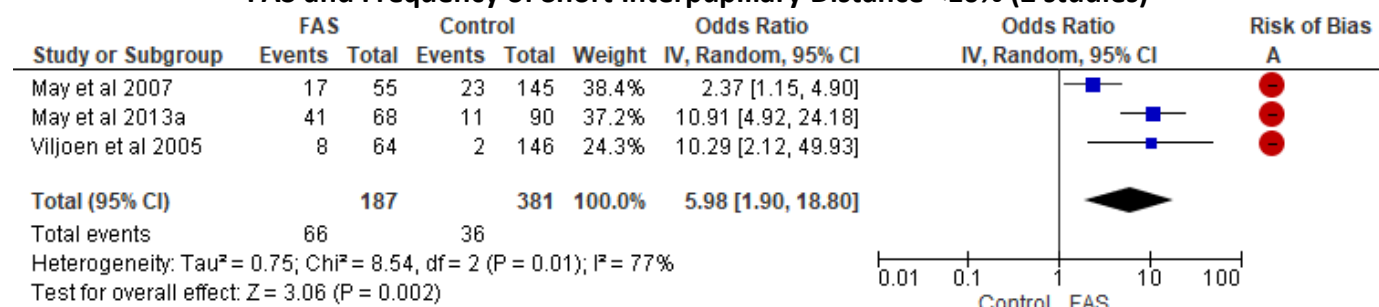 FAS and Frequency of Short Interpapillary Distance
FAS Control Odds Ratio Odds Ratio Risk of Bias
Study or Subgroup Events Total Events Total Weight IV, Random, 95% CI IV, Random, 95% CI A
May et al 2007 17 55 23 145 38.4% 2.37 [1.15, 4.90]
May et al 2013a 41 68 11 90 37.2% 10.91 [4.92, 24.18]
Viljoen et al 2005 8 64 2 146 24.3% 10.29 [2.12, 49.93]
Total (95% CI) 187 381 100.0% 5.98 [1.90, 18.80]
Total events 66 36
Heterogeneity: Tau² = 0.75; Chi² = 8.54, df = 2 (P = 0.01); I² = 77%
Test for overall effect: Z = 3.06 (P = 0.002)
0.01 0.1 1 10 100
Control FAS